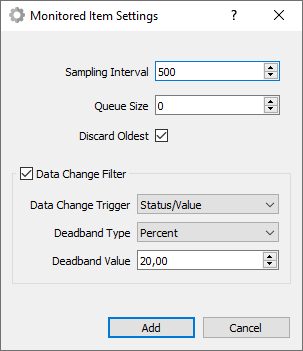 Monitored Item Settings ? ×
Sampling Interval 500
Queue Size 0
Discard Oldest
Data Change Filter
Data Change Trigger Status/Value
Deadband Type Percent
Deadband Value 20,00
Add Cancel